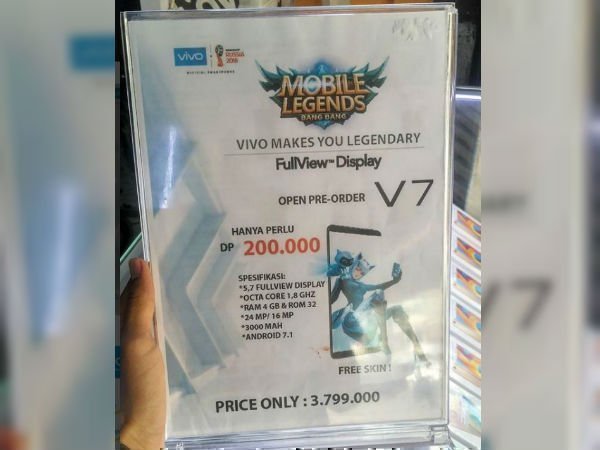 vivo
RUSSIA
2018
MOBILE
LEGENDS
BANG BANG
VIVO MAKES YOU LEGENDARY
FullView™ Display
OPEN PRE-ORDER V7
HANYA PERLU
DP 200.000
SPESIFIKASI:
*5,7 FULLVIEW DISPLAY
*OCTA CORE 1,8 GHZ
*RAM 4 GB & ROM 32
*24 MP/ 16 MP
*3000 MAH
*ANDROID 7.1
FREE SKIN !
PRICE ONLY : 3.799.000